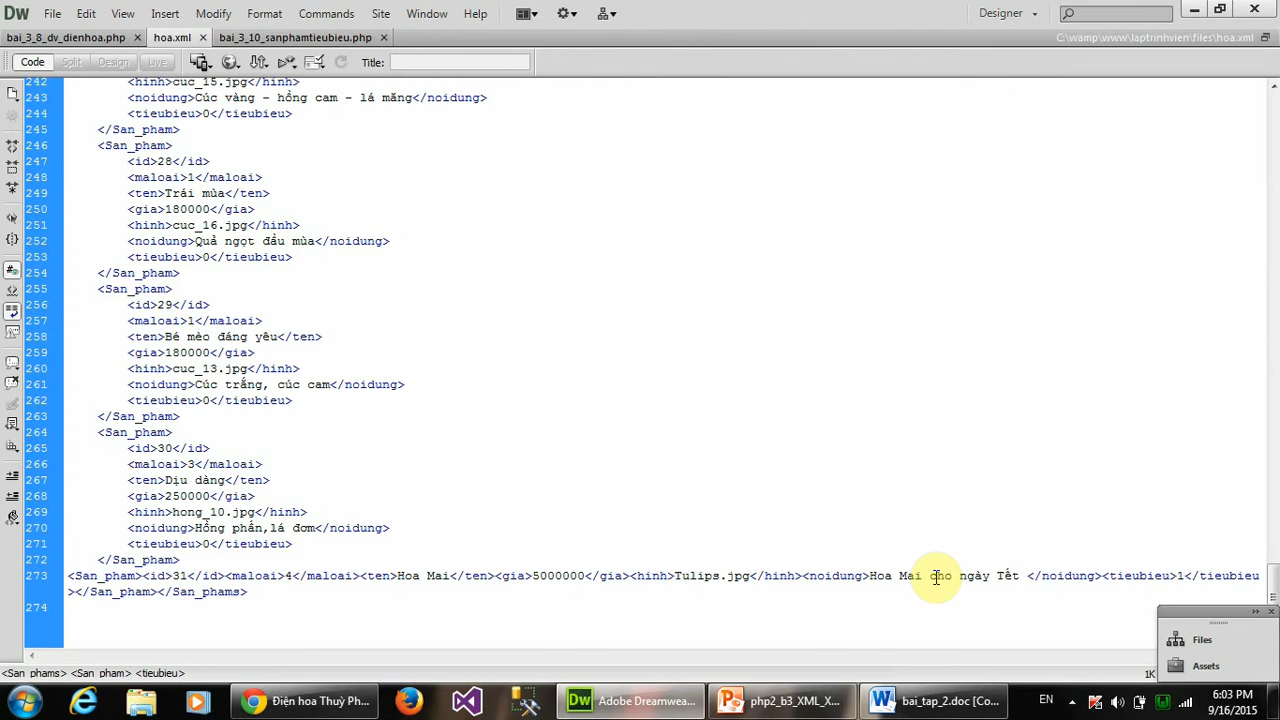 DW File Edit View Insert Modify Format Commands Site Window Help Designer
bai_3_8_dv_dienhoa.php × hoa.xml × bai_3_10_sanphamtieubieu.php × C:\wamp\www\laptrinhvien\files\hoa.xml
Code Split Design Live Title:
242 <hinh>cuc_15.jpg</hinh>
243 <noidung>Cúc vàng - hồng cam - lá măng</noidung>
244 <tieubieu>0</tieubieu>
245 </San_pham>
246 <San_pham>
247 <id>28</id>
248 <maloai>1</maloai>
249 <ten>Trái mùa</ten>
250 <gia>180000</gia>
251 <hinh>cuc_16.jpg</hinh>
252 <noidung>Quả ngọt đầu mùa</noidung>
253 <tieubieu>0</tieubieu>
254 </San_pham>
255 <San_pham>
256 <id>29</id>
257 <maloai>1</maloai>
258 <ten>Bé mèo đáng yêu</ten>
259 <gia>180000</gia>
260 <hinh>cuc_13.jpg</hinh>
261 <noidung>Cúc trắng, cúc cam</noidung>
262 <tieubieu>0</tieubieu>
263 </San_pham>
264 <San_pham>
265 <id>30</id>
266 <maloai>3</maloai>
267 <ten>Dịu dàng</ten>
268 <gia>250000</gia>
269 <hinh>hong_10.jpg</hinh>
270 <noidung>Hồng phấn,lá đơm</noidung>
271 <tieubieu>0</tieubieu>
272 </San_pham>
273 <San_pham><id>31</id><maloai>4</maloai><ten>Hoa Mai</ten><gia>5000000</gia><hinh>Tulips.jpg</hinh><noidung>Hoa Mai cho ngày Tết </noidung><tieubieu>1</tieubieu
></San_pham></San_phams>
274
Files
Assets
<San_phams> <San_pham> <tieubieu> 1K
Điện hoa Thuỳ Ph... Adobe Dreamwea... php2_b3_XML_X... bai_tap_2.doc [Co... EN 6:03 PM
9/16/2015